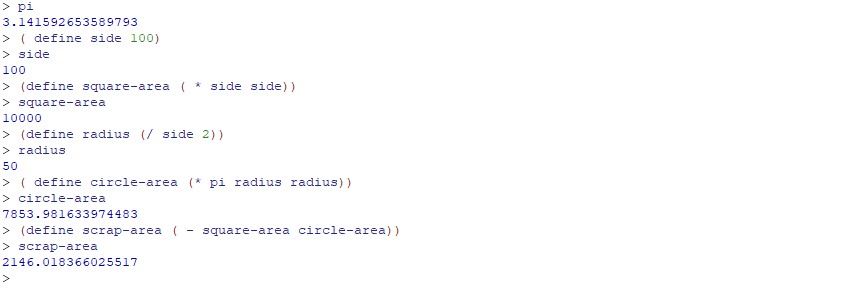 > pi
3.141592653589793
> ( define side 100)
> side
100
> (define square-area ( * side side))
> square-area
10000
> (define radius (/ side 2))
> radius
50
> ( define circle-area (* pi radius radius))
> circle-area
7853.981633974483
> (define scrap-area ( - square-area circle-area))
> scrap-area
2146.018366025517
>